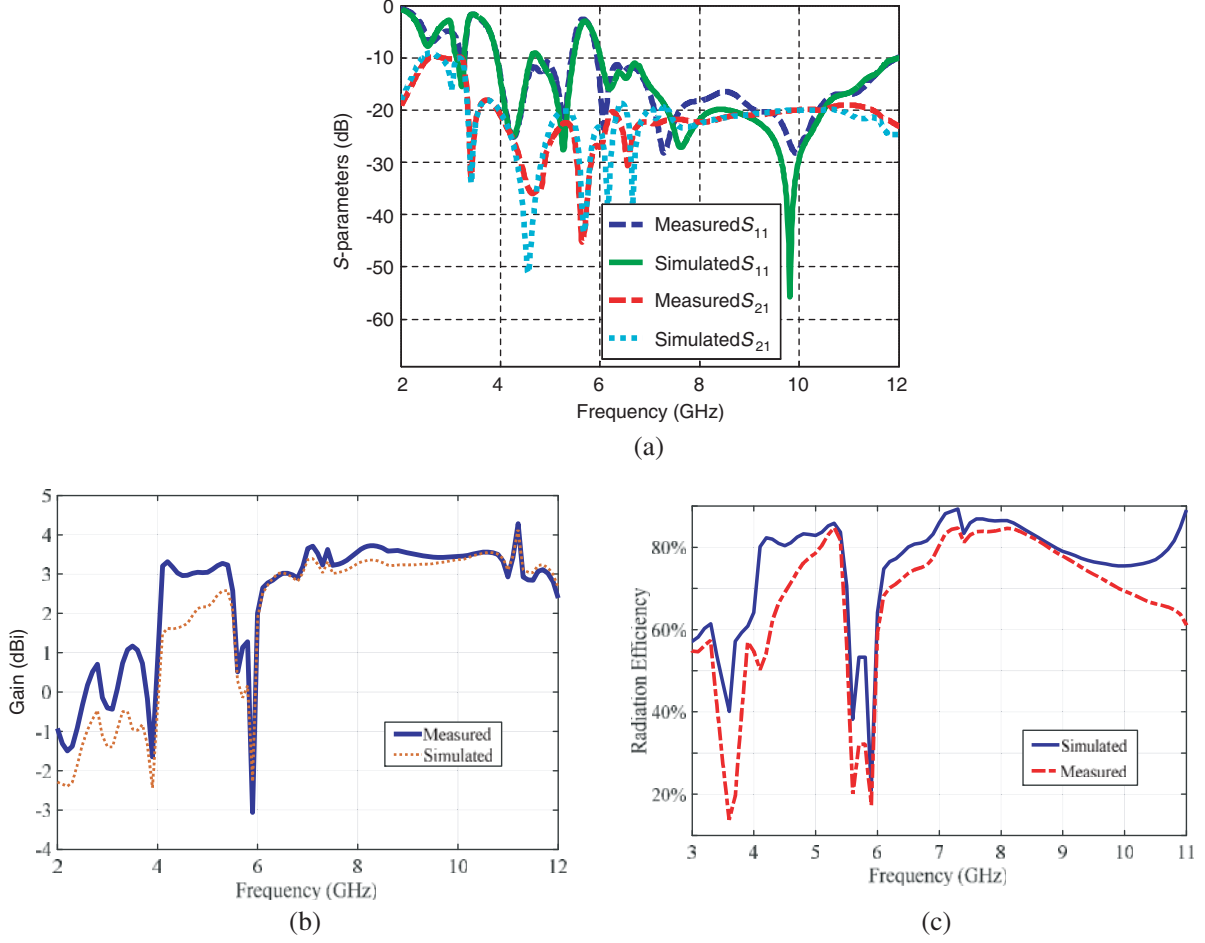 0
-10
-20
-30
-40
-50
-60
S-parameters (dB)
Measured S11
Simulated S11
Measured S21
Simulated S21
2 4 6 8 10 12
Frequency (GHz)
(a)
5
4
3
2
1
0
-1
-2
-3
-4
Gain (dBi)
Measured
Simulated
2 4 6 8 10 12
Frequency (GHz)
(b)
80%
60%
40%
20%
Radiation Efficiency
Simulated
Measured
3 4 5 6 7 8 9 10 11
Frequency (GHz)
(c)